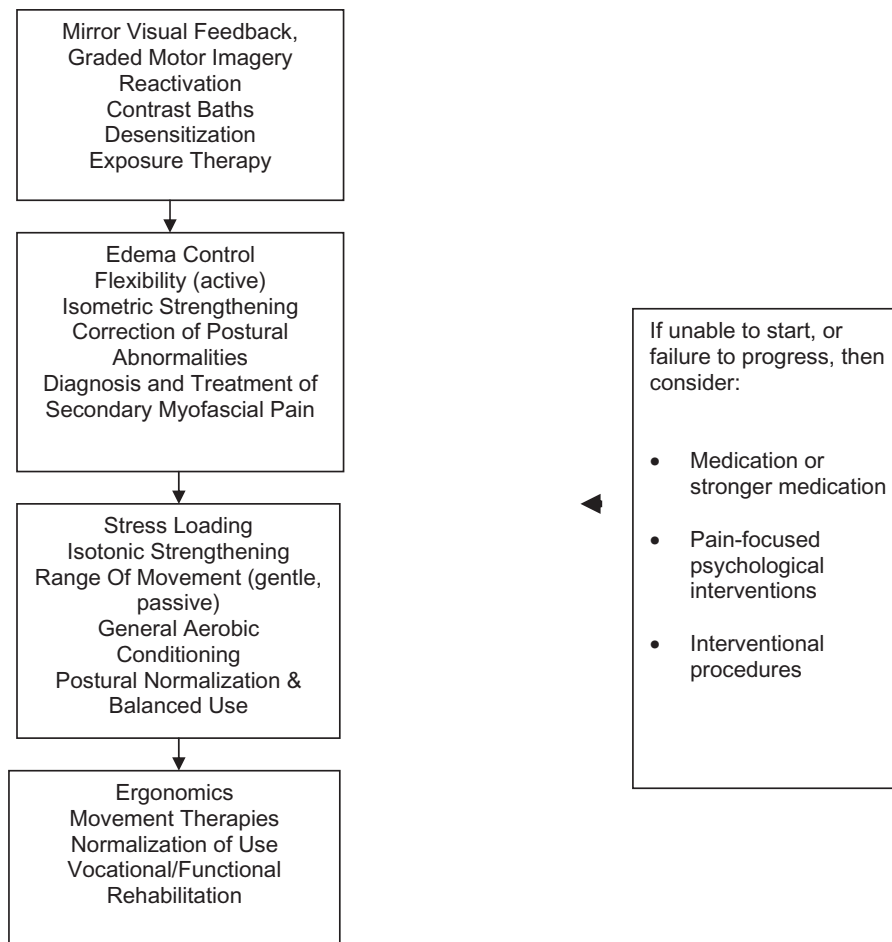 Mirror Visual Feedback,
Graded Motor Imagery
Reactivation
Contrast Baths
Desensitization
Exposure Therapy
Edema Control
Flexibility (active)
Isometric Strengthening
Correction of Postural
Abnormalities
Diagnosis and Treatment of
Secondary Myofascial Pain
Stress Loading
Isotonic Strengthening
Range Of Movement (gentle,
passive)
General Aerobic
Conditioning
Postural Normalization &
Balanced Use
Ergonomics
Movement Therapies
Normalization of Use
Vocational/Functional
Rehabilitation
If unable to start, or
failure to progress, then
consider:
• Medication or
stronger medication
• Pain-focused
psychological
interventions
• Interventional
procedures